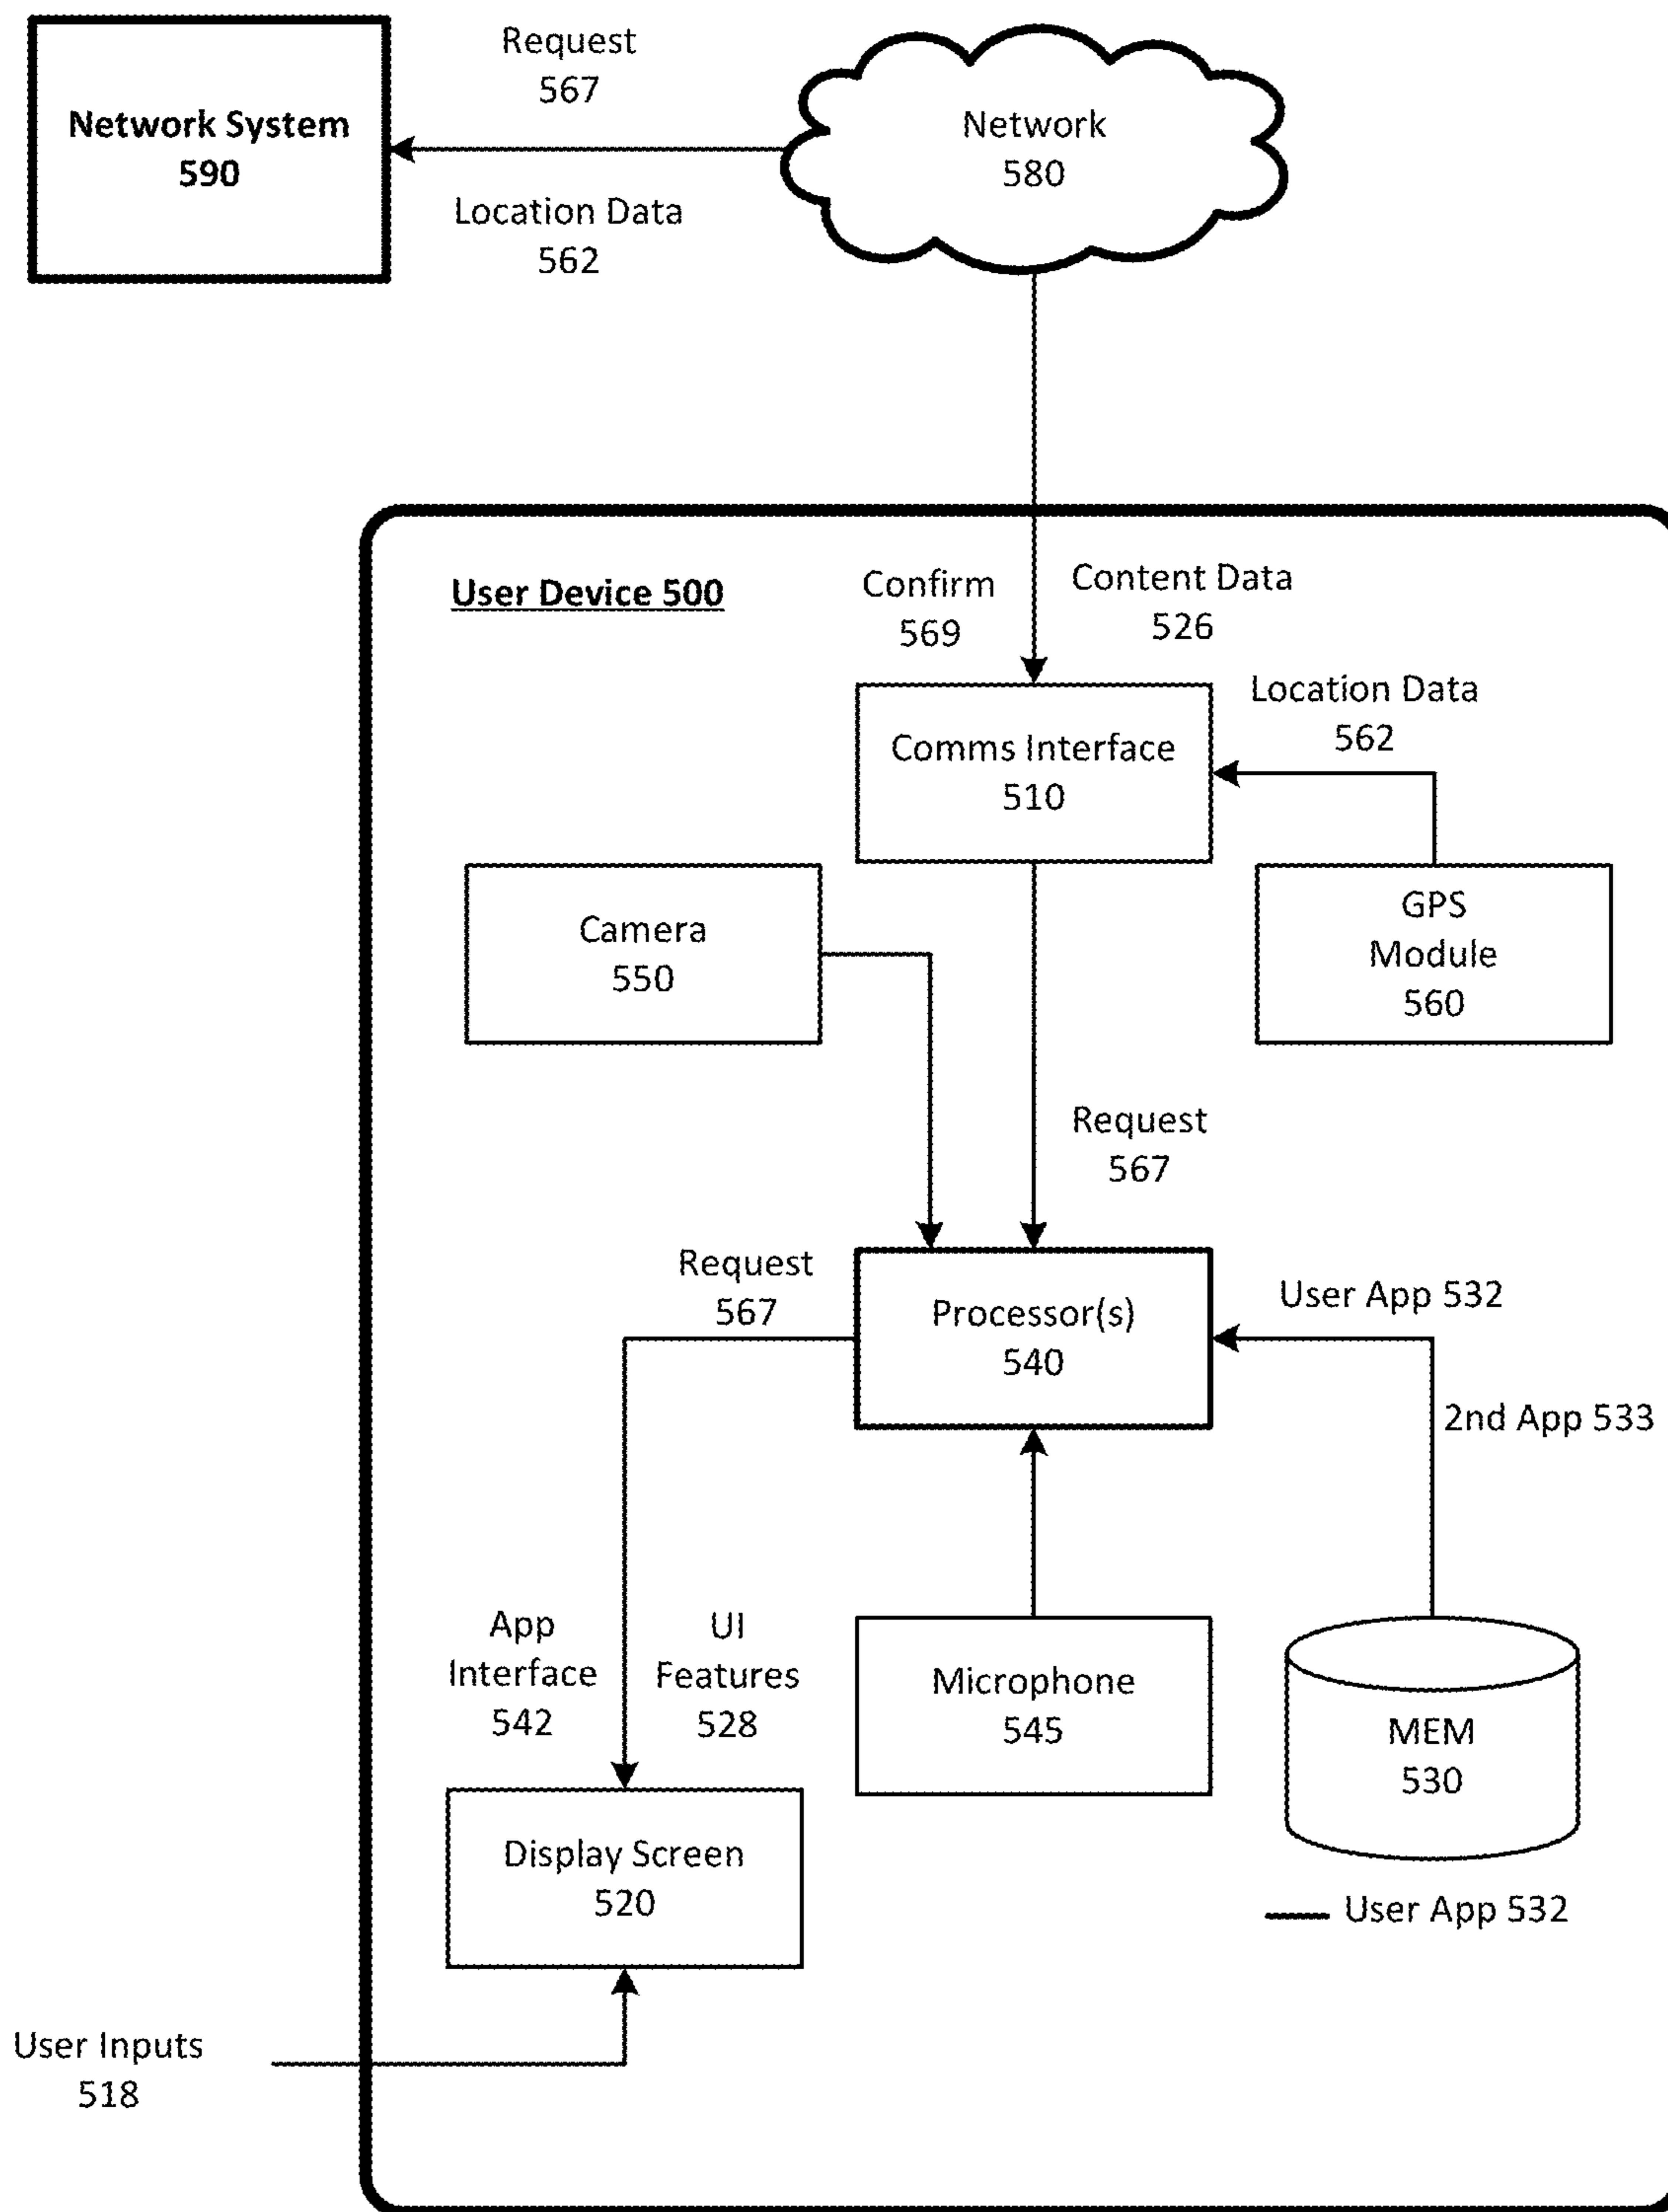 Request
567
Network System
590
Network
580
Location Data
562
User Device 500
Confirm
569
Content Data
526
Location Data
562
Comms Interface
510
Camera
550
GPS
Module
560
Request
567
Request
567
Processor(s)
540
User App 532
2nd App 533
App
Interface
542
UI
Features
528
Microphone
545
MEM
530
Display Screen
520
User App 532
User Inputs
518